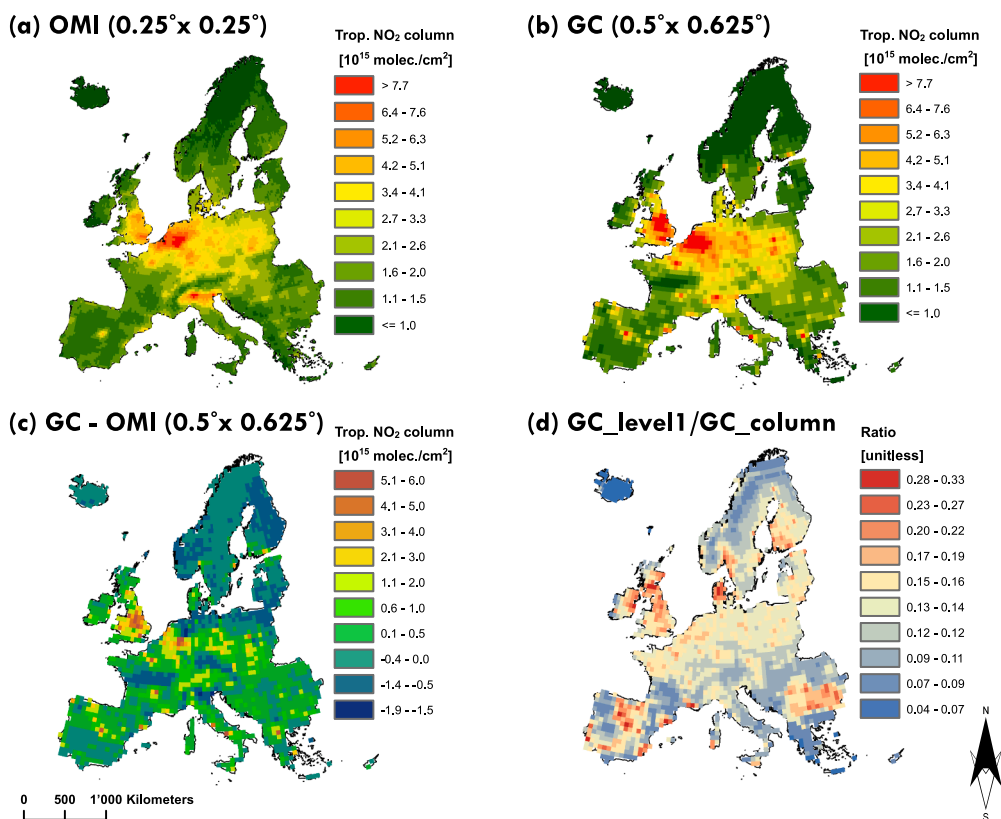 (a) OMI (0.25°x 0.25°)
Trop. NO₂ column
[10¹⁵ molec./cm²]
> 7.7
6.4 - 7.6
5.2 - 6.3
4.2 - 5.1
3.4 - 4.1
2.7 - 3.3
2.1 - 2.6
1.6 - 2.0
1.1 - 1.5
<= 1.0
(b) GC (0.5°x 0.625°)
Trop. NO₂ column
[10¹⁵ molec./cm²]
> 7.7
6.4 - 7.6
5.2 - 6.3
4.2 - 5.1
3.4 - 4.1
2.7 - 3.3
2.1 - 2.6
1.6 - 2.0
1.1 - 1.5
<= 1.0
(c) GC - OMI (0.5°x 0.625°)
Trop. NO₂ column
[10¹⁵ molec./cm²]
5.1 - 6.0
4.1 - 5.0
3.1 - 4.0
2.1 - 3.0
1.1 - 2.0
0.6 - 1.0
0.1 - 0.5
-0.4 - 0.0
-1.4 - -0.5
-1.9 - -1.5
0 500 1'000 Kilometers
(d) GC_level1/GC_column
Ratio
[unitless]
0.28 - 0.33
0.23 - 0.27
0.20 - 0.22
0.17 - 0.19
0.15 - 0.16
0.13 - 0.14
0.12 - 0.12
0.09 - 0.11
0.07 - 0.09
0.04 - 0.07
N
S